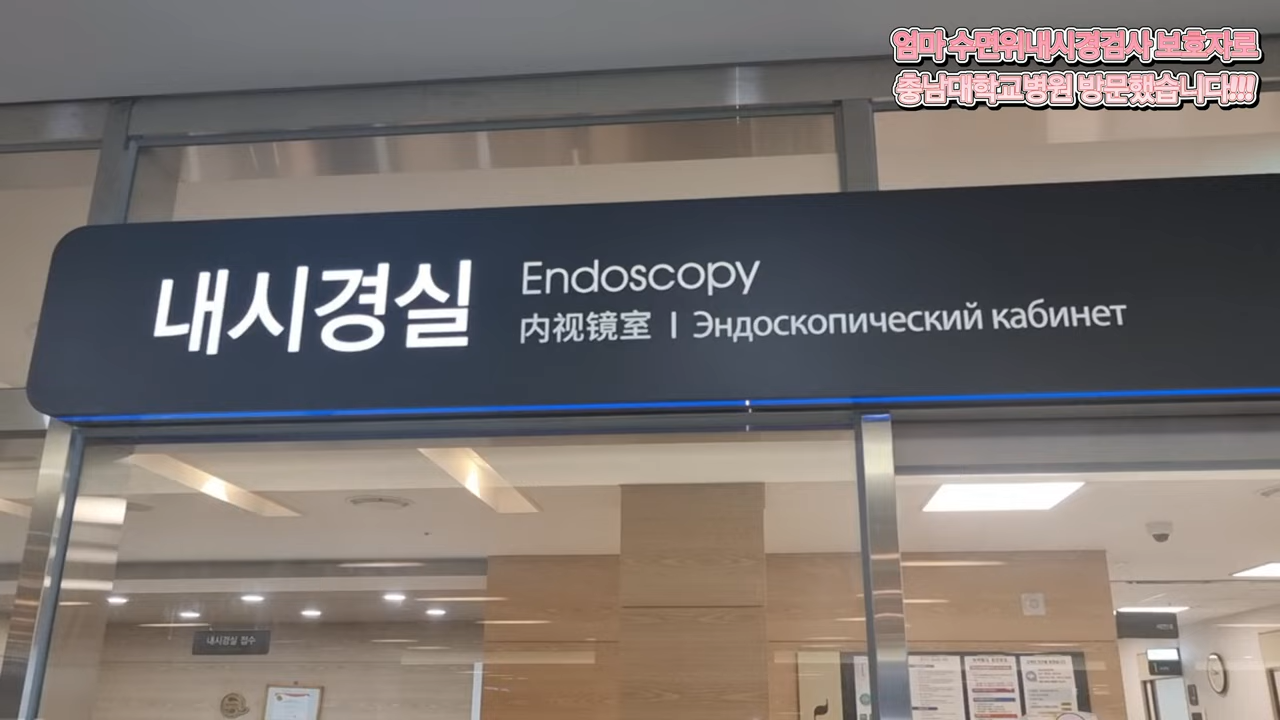 엄마 수면위내시경검사 보호자로
충남대학교병원 방문했습니다!!!
내시경실
Endoscopy
内视镜室 | Эндоскопический кабинет
내시경실 접수